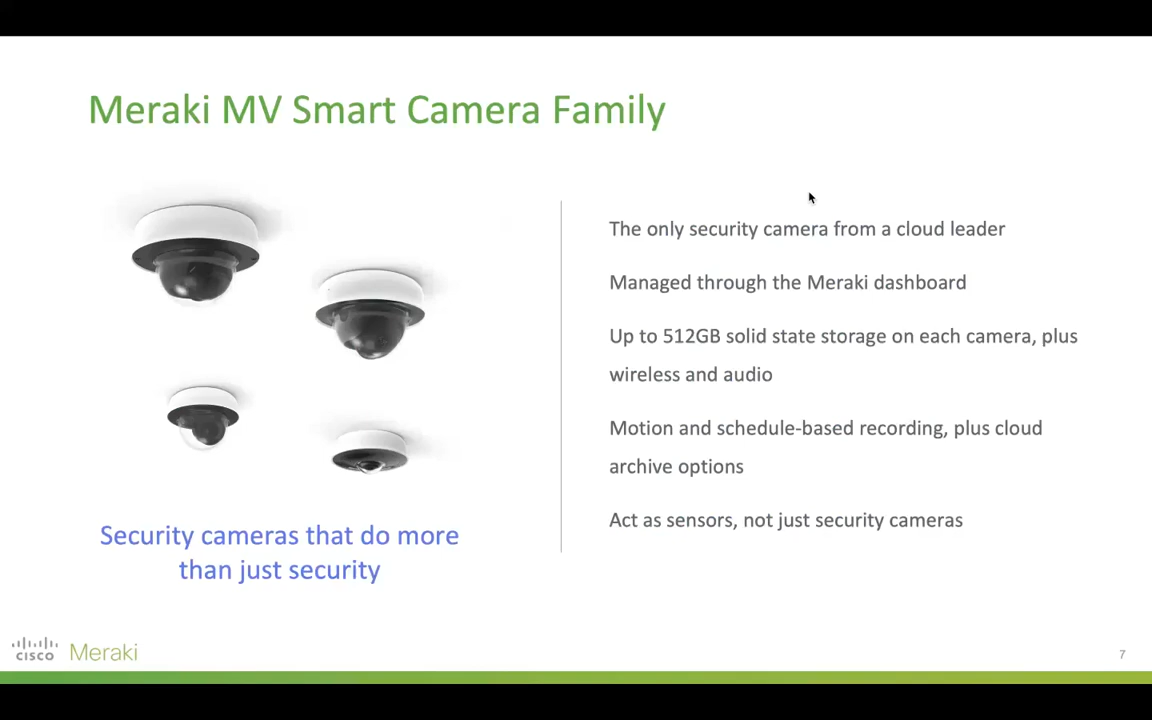 Meraki MV Smart Camera Family
The only security camera from a cloud leader
Managed through the Meraki dashboard
Up to 512GB solid state storage on each camera, plus
wireless and audio
Motion and schedule-based recording, plus cloud
archive options
Act as sensors, not just security cameras
Security cameras that do more
than just security
CISCO Meraki
7